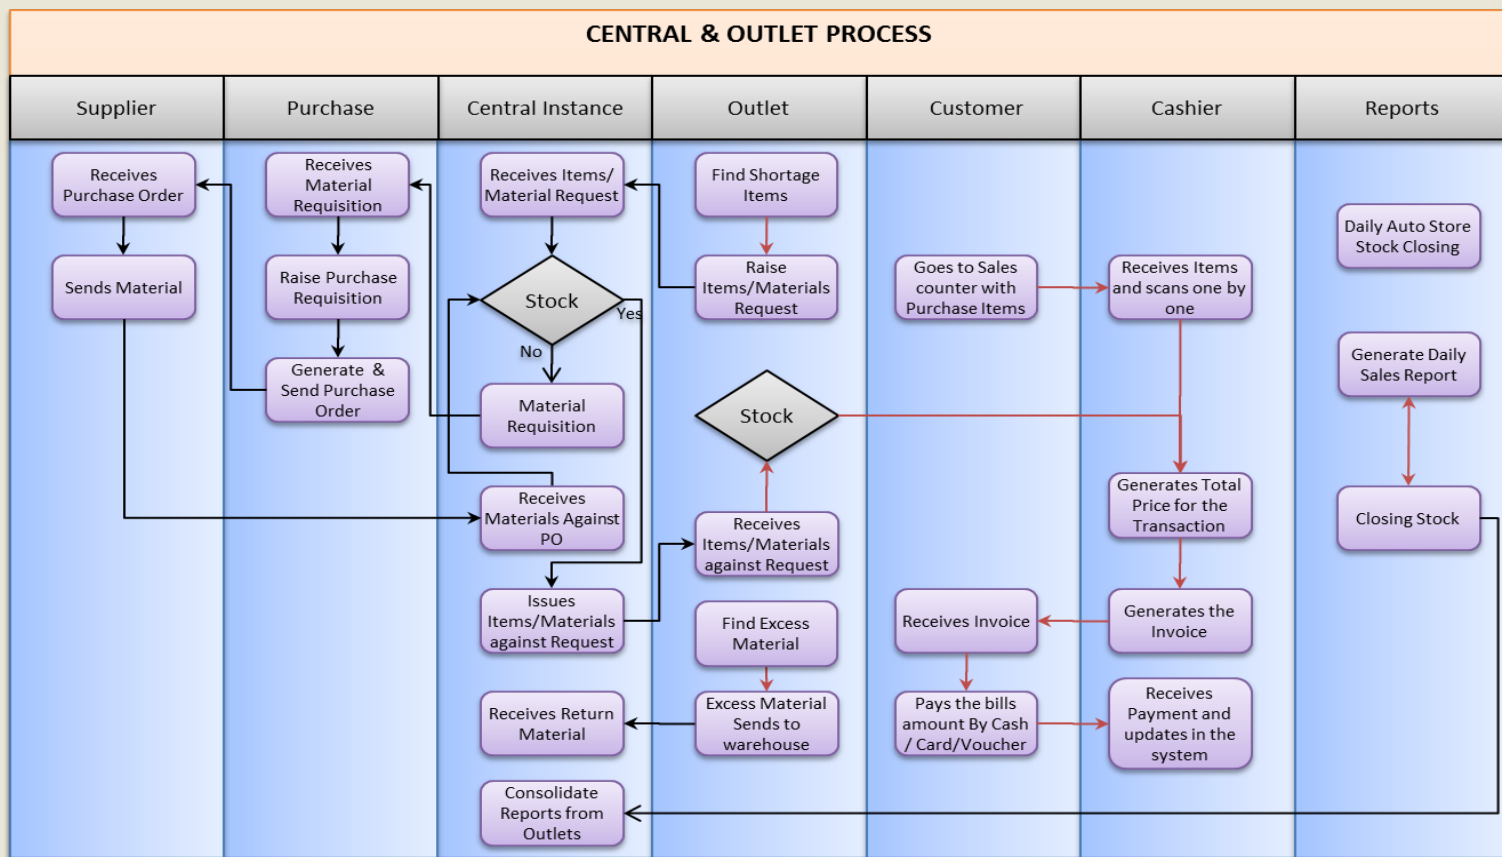 CENTRAL & OUTLET PROCESS
Supplier
Purchase
Central Instance
Outlet
Customer
Cashier
Reports
Receives
Purchase Order
Sends Material
Receives
Material
Requisition
Raise Purchase
Requisition
Generate &
Send Purchase
Order
Receives Items/
Material Request
Stock
Yes
No
Material
Requisition
Receives
Materials Against
PO
Issues
Items/Materials
against Request
Receives Return
Material
Consolidate
Reports from
Outlets
Find Shortage
Items
Raise
Items/Materials
Request
Stock
Receives
Items/Materials
against Request
Find Excess
Material
Excess Material
Sends to
warehouse
Goes to Sales
counter with
Purchase Items
Receives Invoice
Pays the bills
amount By Cash
/ Card/Voucher
Receives Items
and scans one by
one
Generates Total
Price for the
Transaction
Generates the
Invoice
Receives
Payment and
updates in the
system
Daily Auto Store
Stock Closing
Generate Daily
Sales Report
Closing Stock